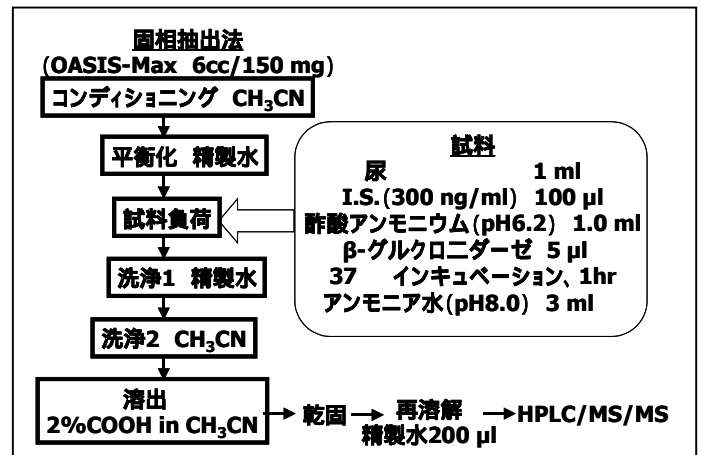 固相抽出法
(OASIS-Max 6cc/150 mg)
コンディショニング CH₃CN
平衡化 精製水
試料負荷
洗浄1 精製水
洗浄2 CH₃CN
溶出
2%COOH in CH₃CN
試料
尿 1 ml
I.S.(300 ng/ml) 100 μl
酢酸アンモニウム(pH6.2) 1.0 ml
β-グルクロニダーゼ 5 μl
37 インキュベーション、1hr
アンモニア水(pH8.0) 3 ml
乾固
再溶解
精製水200 μl
HPLC/MS/MS